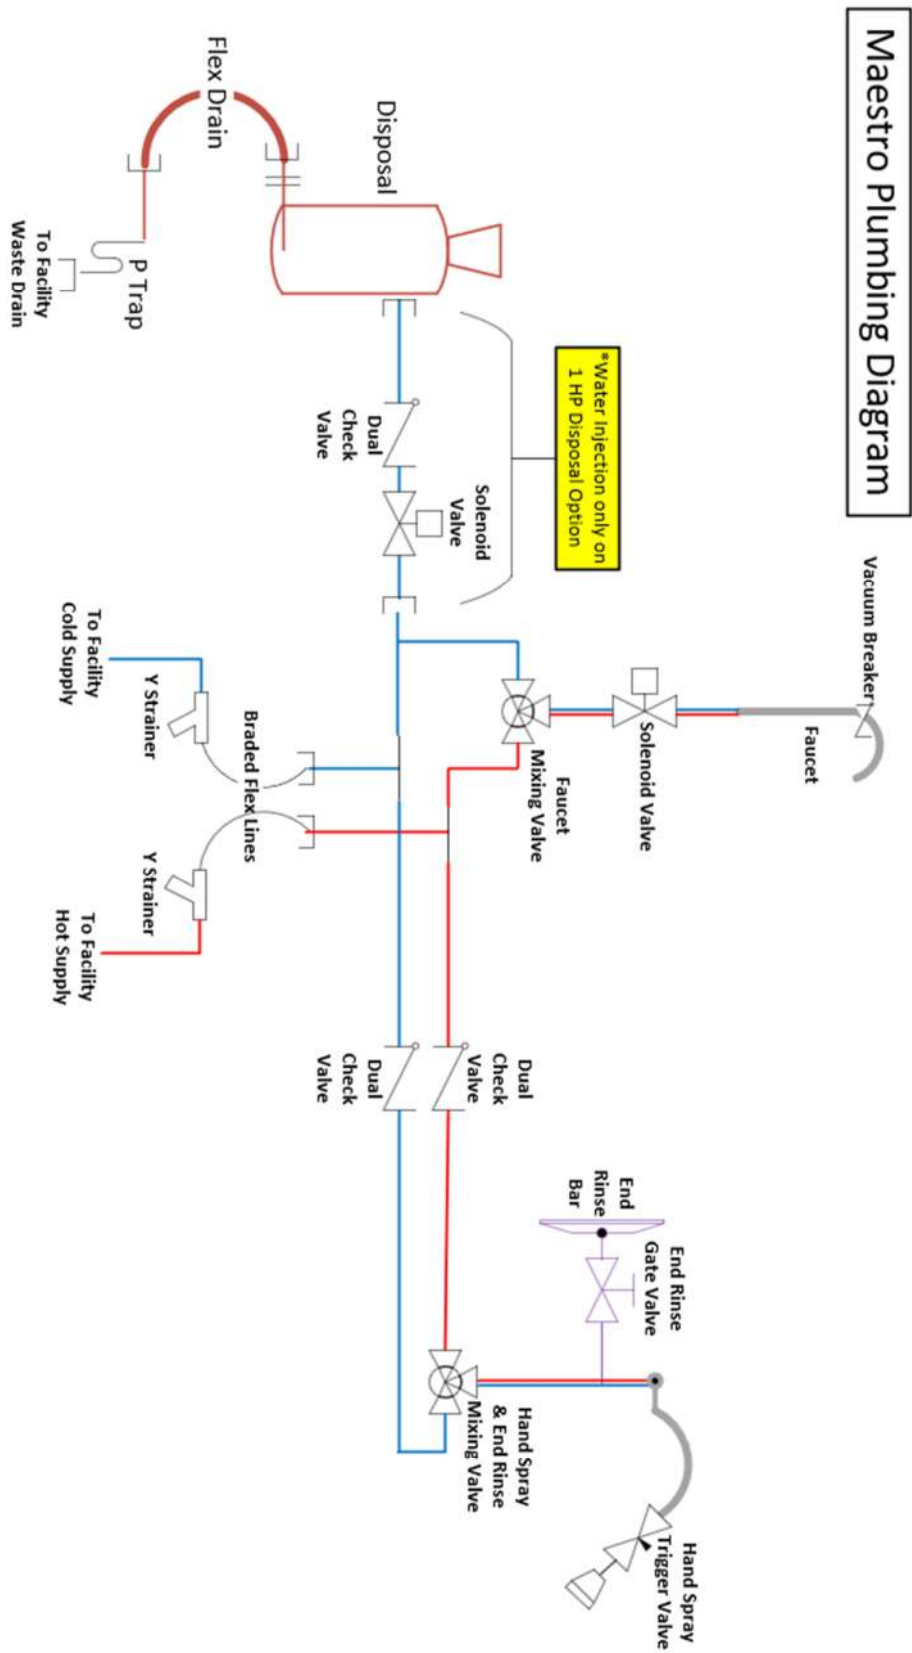 Maestro Plumbing Diagram
Vacuum Breaker
Faucet
Solenoid Valve
Faucet
Mixing Valve
*Water Injection only on
1 HP Disposal Option
Disposal
Flex Drain
P Trap
To Facility
Waste Drain
Solenoid
Valve
Dual
Check
Valve
Braded Flex Lines
Y Strainer
To Facility
Cold Supply
Y Strainer
To Facility
Hot Supply
Dual
Check
Valve
Dual
Check
Valve
End
Rinse
Bar
End Rinse
Gate Valve
Hand Spray
& End Rinse
Mixing Valve
Hand Spray
Trigger Valve